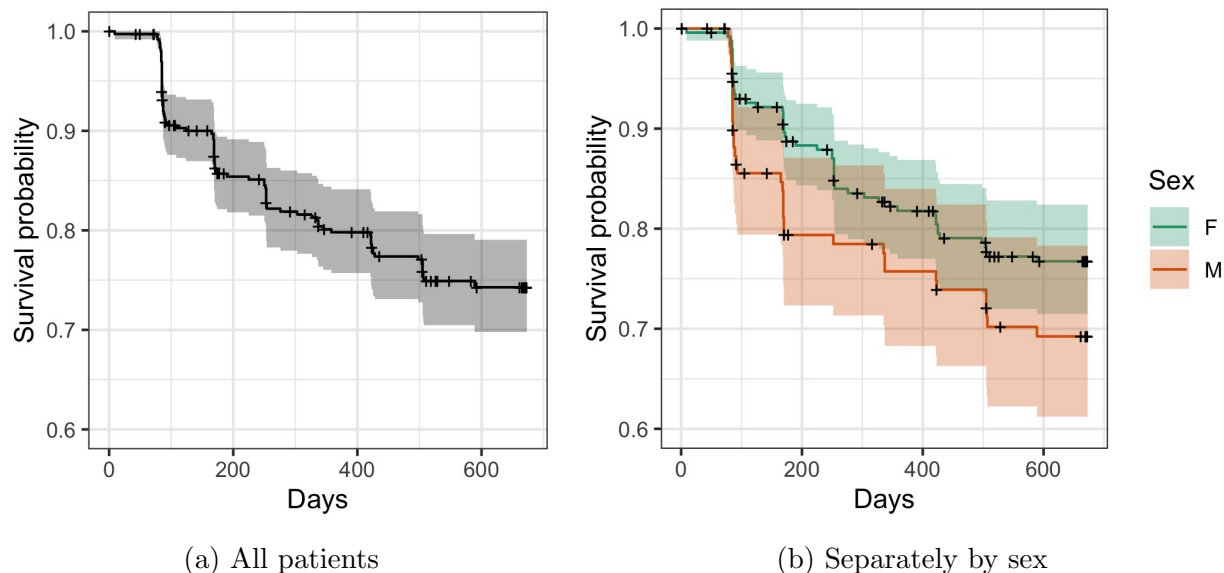 Survival probability
1.0
0.9
0.8
0.7
0.6
0
200
400
600
Days
(a) All patients
Survival probability
1.0
0.9
0.8
0.7
0.6
0
200
400
600
Days
(b) Separately by sex
Sex
F
M